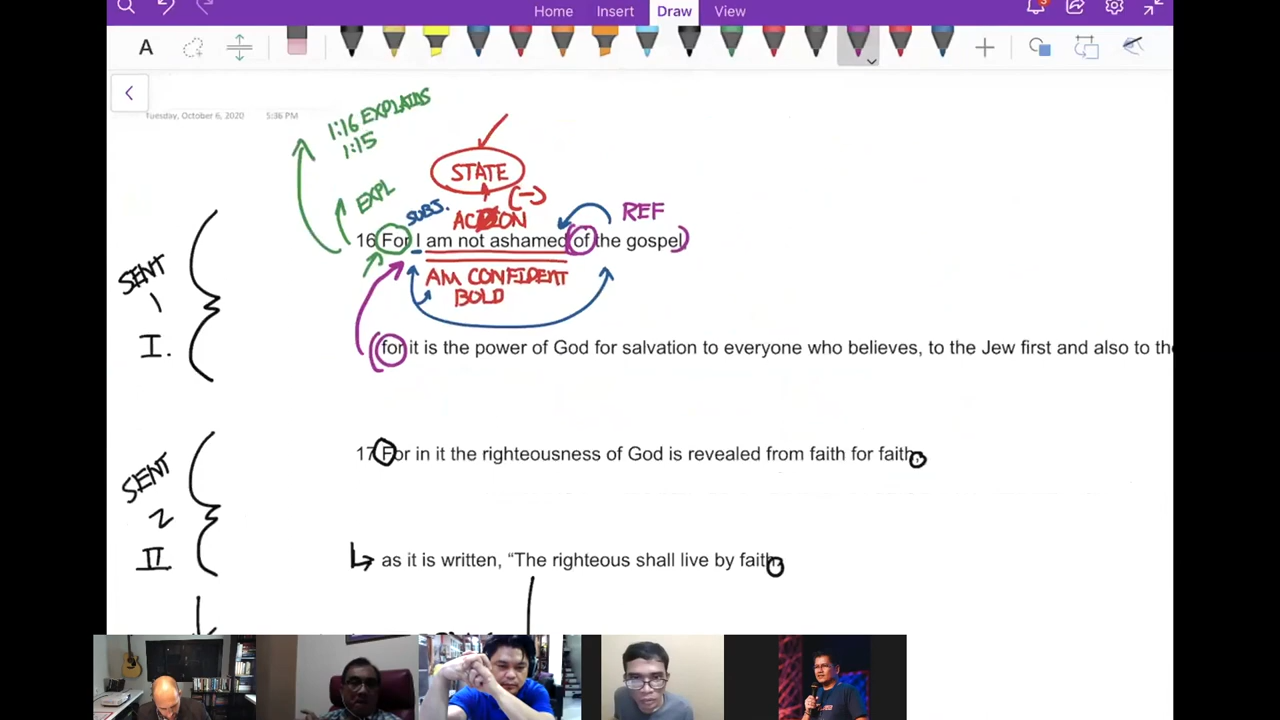 Home Insert Draw View
A
Tuesday, October 6, 2020 5:36 PM
1:16 EXPLAINS
1:15
STATE
EXPL
SUBJ.
(-)
ACTION
REF
16 For I am not ashamed of the gospel
AM CONFIDENT
BOLD
SENT
1
I.
for it is the power of God for salvation to everyone who believes, to the Jew first and also to the
17 For in it the righteousness of God is revealed from faith for faith,
SENT
2
II
as it is written, “The righteous shall live by faith